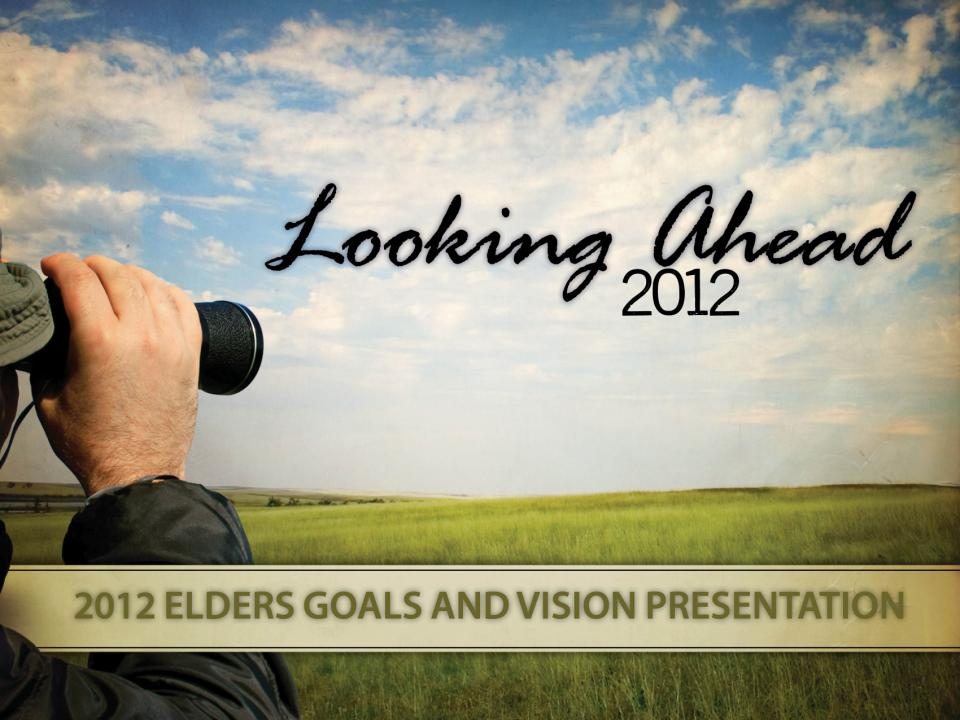 Looking Ahead
2012
2012 ELDERS GOALS AND VISION PRESENTATION